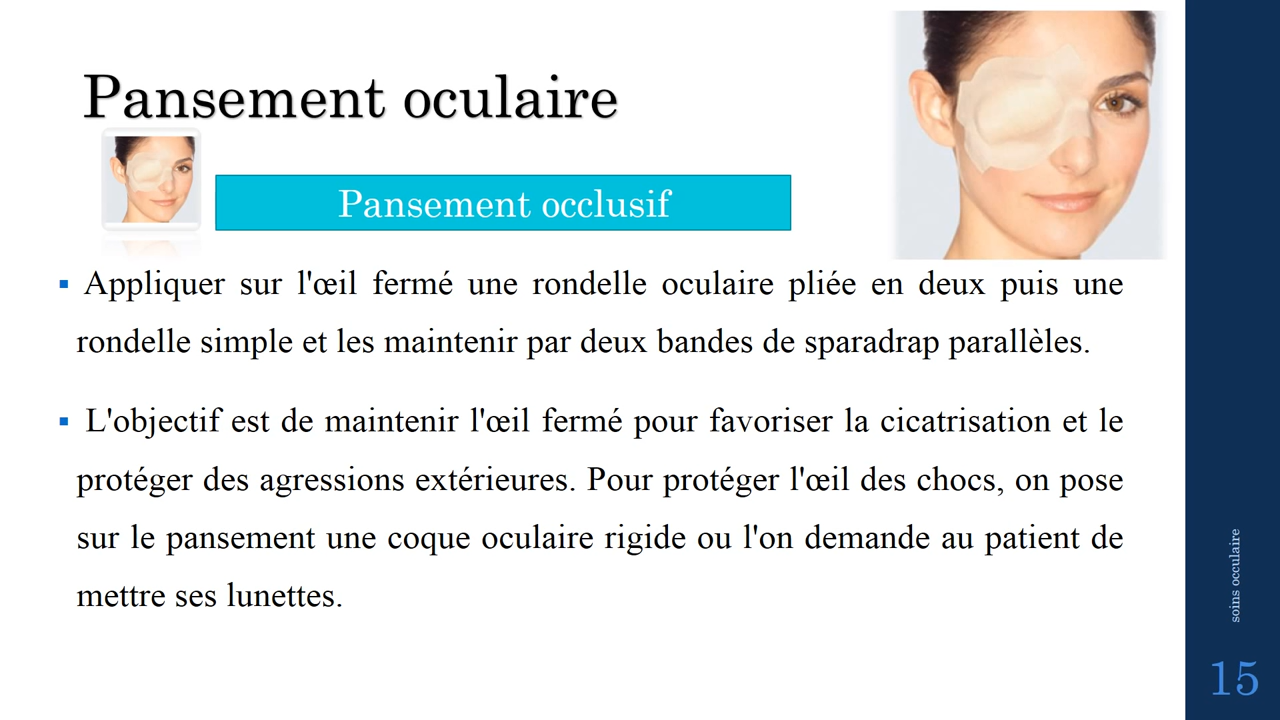 Pansement oculaire
Pansement occlusif
▪ Appliquer sur l'œil fermé une rondelle oculaire pliée en deux puis une
rondelle simple et les maintenir par deux bandes de sparadrap parallèles.
▪ L'objectif est de maintenir l'œil fermé pour favoriser la cicatrisation et le
protéger des agressions extérieures. Pour protéger l'œil des chocs, on pose
sur le pansement une coque oculaire rigide ou l'on demande au patient de
mettre ses lunettes.
soins occulaire
15